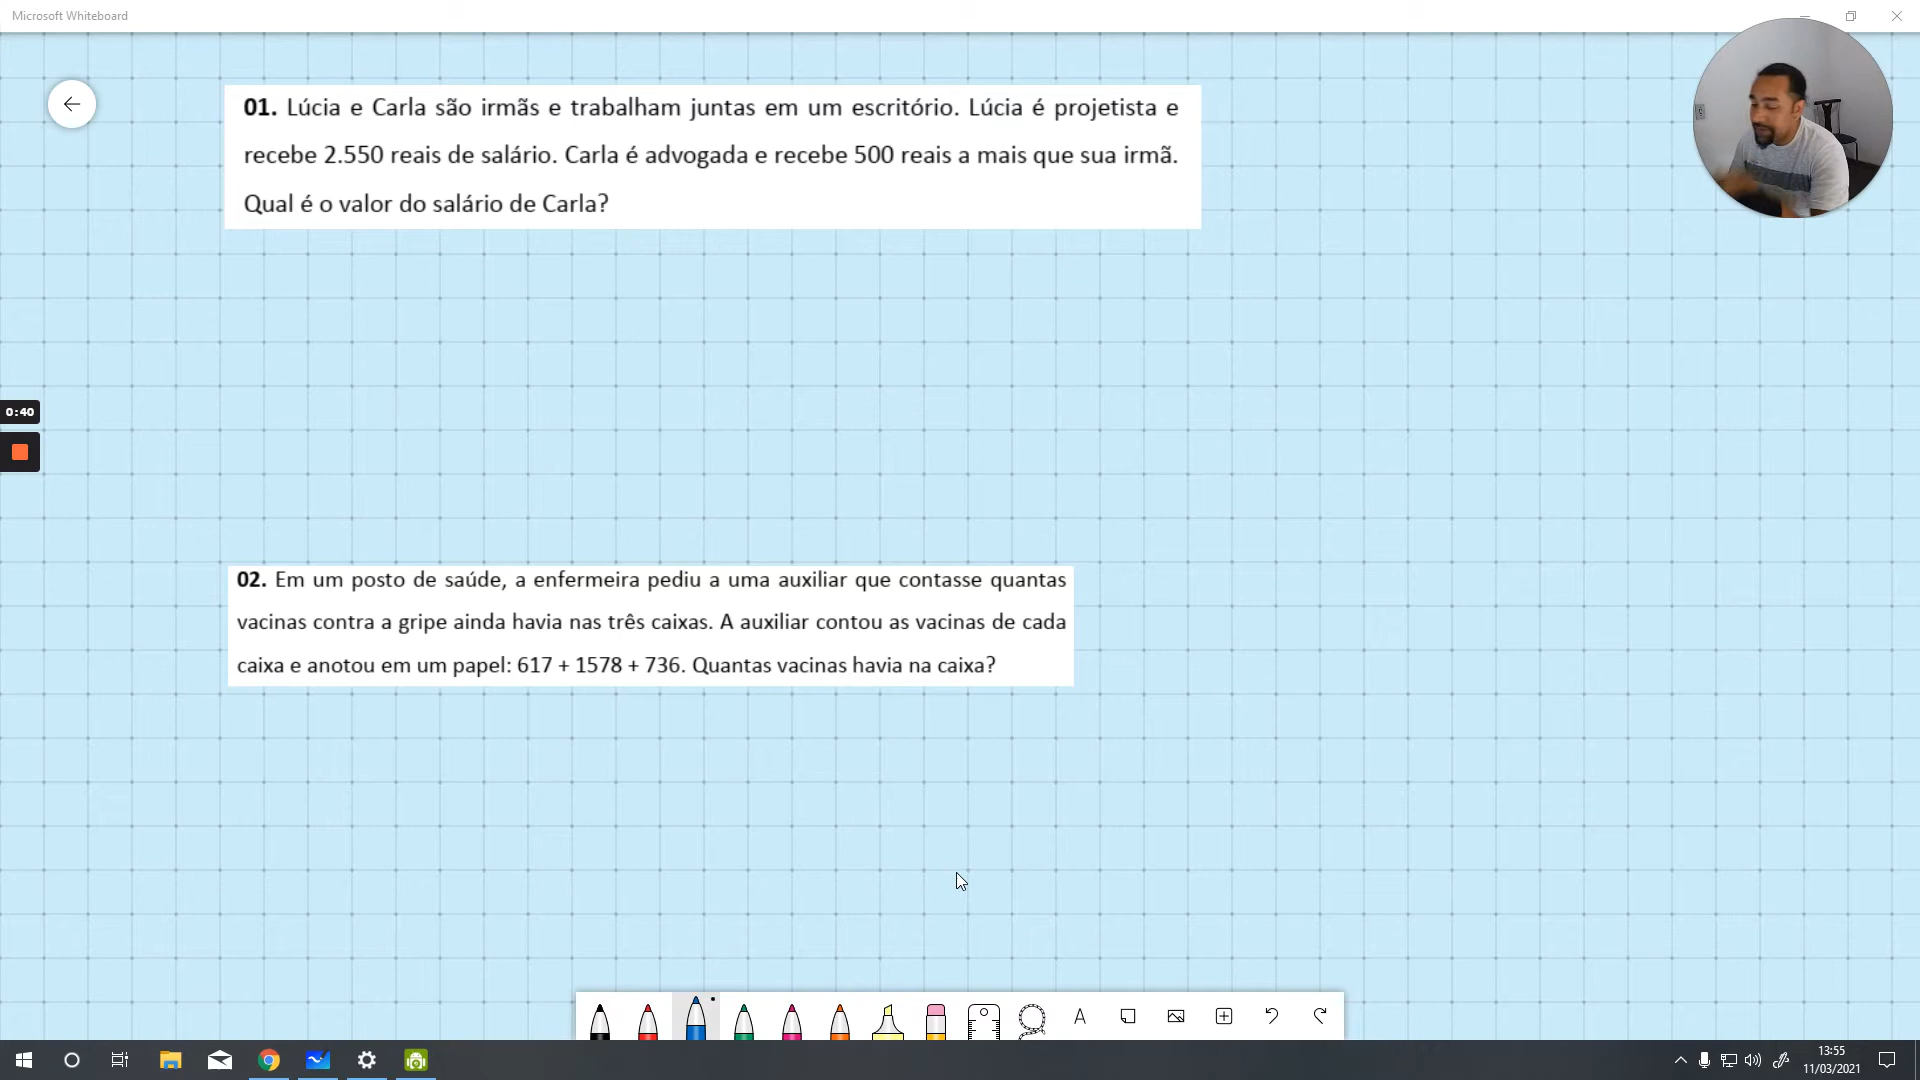 Microsoft Whiteboard
01. Lúcia e Carla são irmãs e trabalham juntas em um escritório. Lúcia é projetista e
recebe 2.550 reais de salário. Carla é advogada e recebe 500 reais a mais que sua irmã.
Qual é o valor do salário de Carla?
0:40
02. Em um posto de saúde, a enfermeira pediu a uma auxiliar que contasse quantas
vacinas contra a gripe ainda havia nas três caixas. A auxiliar contou as vacinas de cada
caixa e anotou em um papel: 617 + 1578 + 736. Quantas vacinas havia na caixa?
A
13:55
11/03/2021